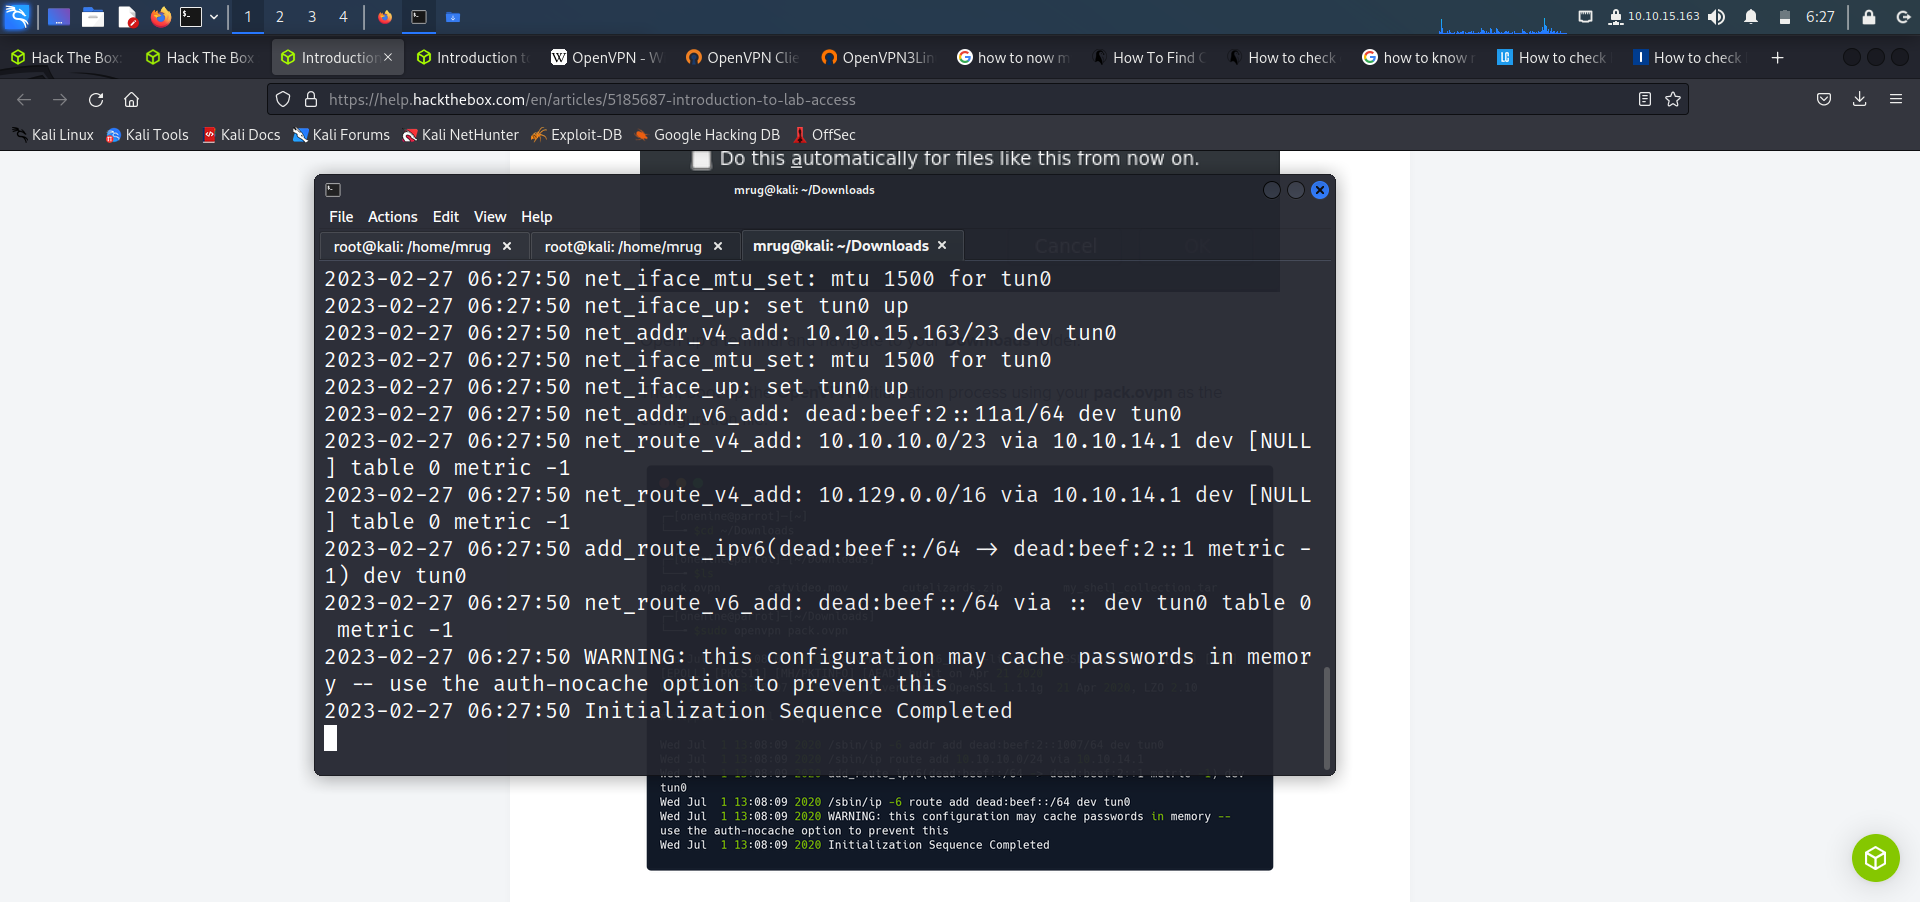 1 2 3 4
10.10.15.163
6:27
Hack The Box
Hack The Box
Introduction
Introduction t
OpenVPN - W
OpenVPN Clie
OpenVPN3Lin
how to now m
How To Find
How to check
how to know
How to check
How to check
https://help.hackthebox.com/en/articles/5185687-introduction-to-lab-access
Kali Linux
Kali Tools
Kali Docs
Kali Forums
Kali NetHunter
Exploit-DB
Google Hacking DB
OffSec
Do this automatically for files like this from now on.
mrug@kali: ~/Downloads
File Actions Edit View Help
root@kali: /home/mrug
root@kali: /home/mrug
mrug@kali: ~/Downloads
Cancel
2023-02-27 06:27:50 net_iface_mtu_set: mtu 1500 for tun0
2023-02-27 06:27:50 net_iface_up: set tun0 up
2023-02-27 06:27:50 net_addr_v4_add: 10.10.15.163/23 dev tun0
2023-02-27 06:27:50 net_iface_mtu_set: mtu 1500 for tun0
2023-02-27 06:27:50 net_iface_up: set tun0 up
2023-02-27 06:27:50 net_addr_v6_add: dead:beef:2::11a1/64 dev tun0
2023-02-27 06:27:50 net_route_v4_add: 10.10.10.0/23 via 10.10.14.1 dev [NULL
] table 0 metric -1
2023-02-27 06:27:50 net_route_v4_add: 10.129.0.0/16 via 10.10.14.1 dev [NULL
] table 0 metric -1
2023-02-27 06:27:50 add_route_ipv6(dead:beef::/64 -> dead:beef:2::1 metric -
1) dev tun0
2023-02-27 06:27:50 net_route_v6_add: dead:beef::/64 via :: dev tun0 table 0
metric -1
2023-02-27 06:27:50 WARNING: this configuration may cache passwords in memor
y -- use the auth-nocache option to prevent this
2023-02-27 06:27:50 Initialization Sequence Completed
tun0
Wed Jul 1 13:08:09 2020 /sbin/ip -6 route add dead:beef::/64 dev tun0
Wed Jul 1 13:08:09 2020 WARNING: this configuration may cache passwords in memory --
use the auth-nocache option to prevent this
Wed Jul 1 13:08:09 2020 Initialization Sequence Completed